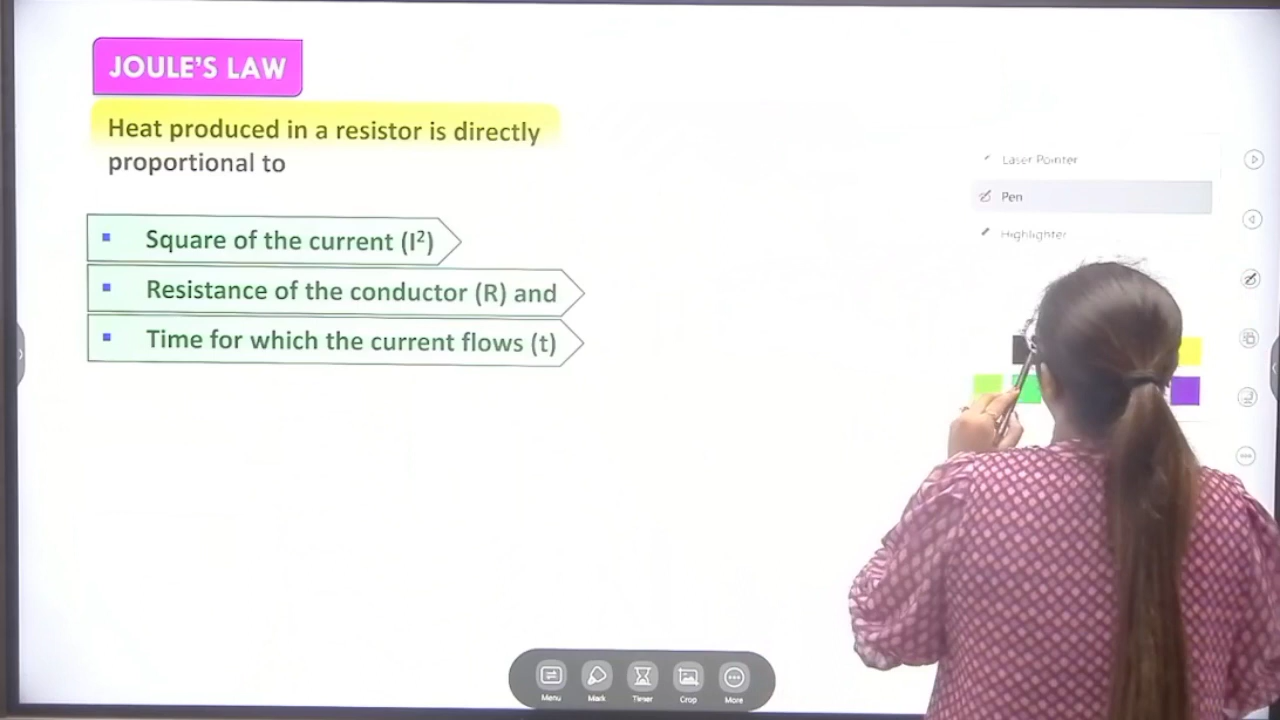 JOULE'S LAW
Heat produced in a resistor is directly
proportional to
▪ Square of the current (I²)
▪ Resistance of the conductor (R) and
▪ Time for which the current flows (t)
Laser Pointer
Pen
Highlighter
Menu
Mark
Timer
Crop
More